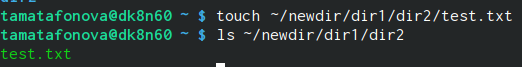 tamatafonova@dk8n60 ~ $ touch ~/newdir/dir1/dir2/test.txt
tamatafonova@dk8n60 ~ $ ls ~/newdir/dir1/dir2
test.txt